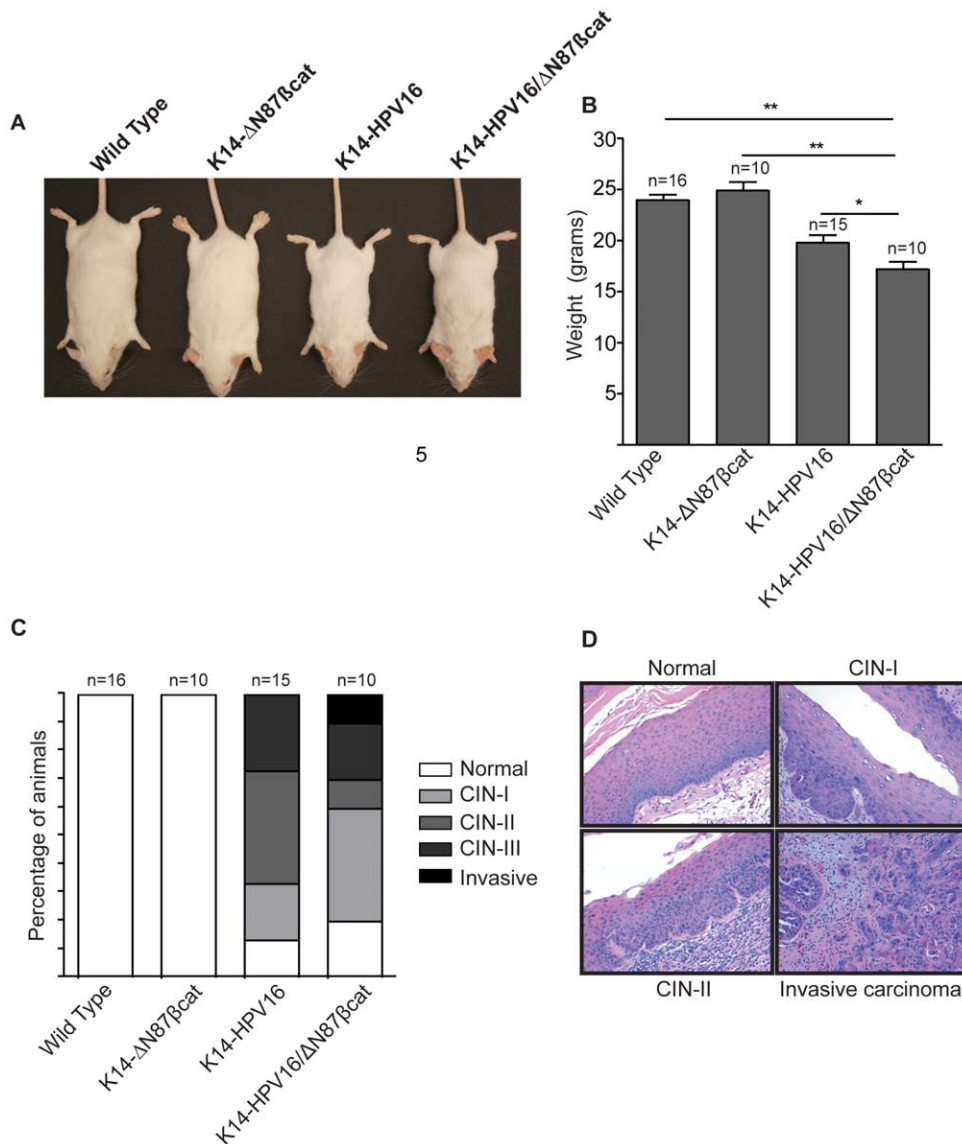 A
Wild Type
K14-ΔN87ßcat
K14-HPV16
K14-HPV16/ΔN87ßcat
5
B
**
**
*
n=16
n=10
n=15
n=10
Weight (grams)
30
25
20
15
10
5
Wild Type
K14-ΔN87βcat
K14-HPV16
K14-HPV16/ΔN87βcat
C
n=16
n=10
n=15
n=10
Percentage of animals
Normal
CIN-I
CIN-II
CIN-III
Invasive
Wild Type
K14-ΔN87βcat
K14-HPV16
K14-HPV16/ΔN87βcat
D
Normal
CIN-I
CIN-II
Invasive carcinoma